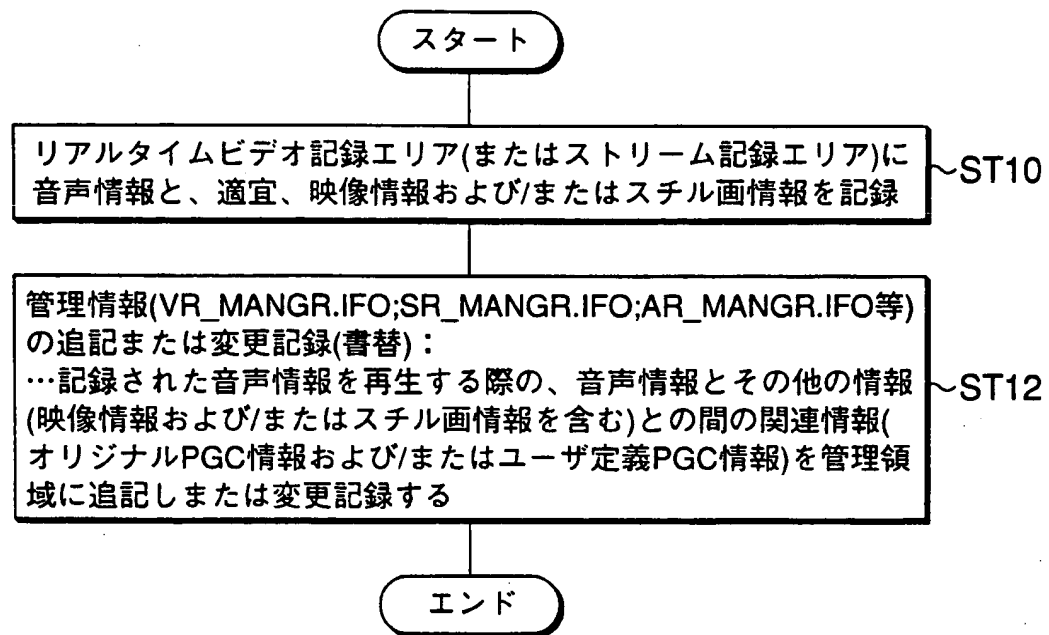 スタート
リアルタイムビデオ記録エリア(またはストリーム記録エリア)に
音声情報と、適宜、映像情報および/またはスチル画情報を記録
~ST10
管理情報(VR_MANGR.IFO;SR_MANGR.IFO;AR_MANGR.IFO等)
の追記または変更記録(書替)：
…記録された音声情報を再生する際の、音声情報とその他の情報
(映像情報および/またはスチル画情報を含む)との間の関連情報(
オリジナルPGC情報および/またはユーザ定義PGC情報)を管理領
域に追記しまたは変更記録する
~ST12
エンド